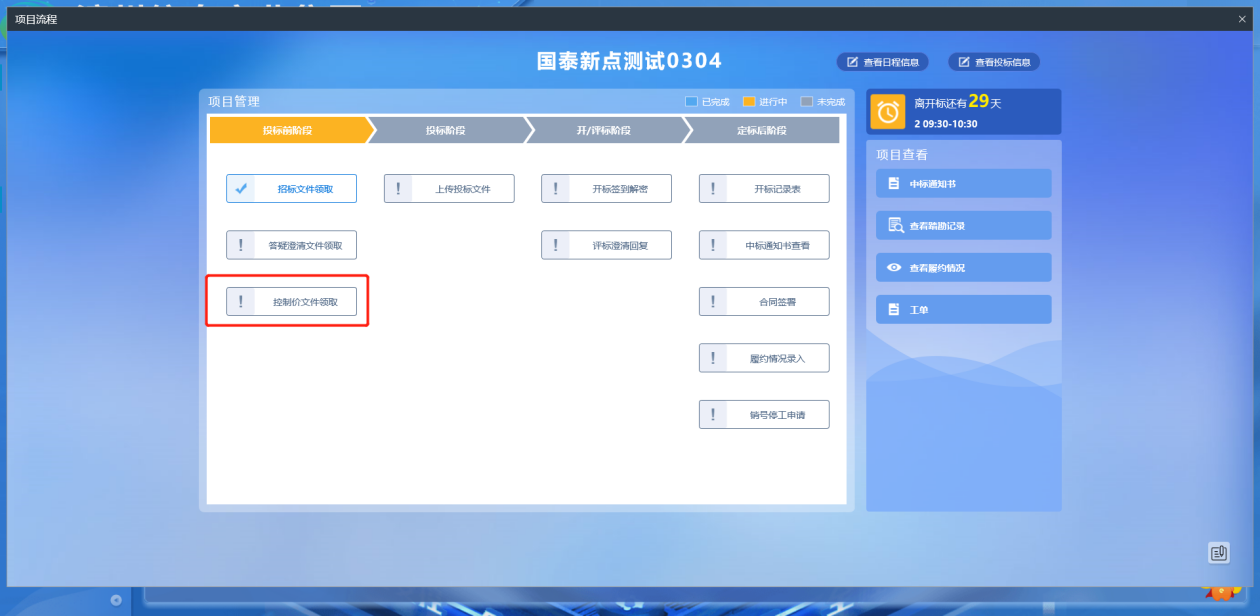 项目流程
国泰新点测试0304
查看日程信息
查看投标信息
项目管理
已完成
进行中
未完成
投标前阶段
投标阶段
开/评标阶段
定标后阶段
招标文件领取
上传投标文件
开标签到解密
开标记录表
答疑澄清文件领取
评标澄清回复
中标通知书查看
控制价文件领取
合同签署
履约情况录入
销号停工申请
离开标还有29天
2 09:30-10:30
项目查看
中标通知书
查看踏勘记录
查看履约情况
工单